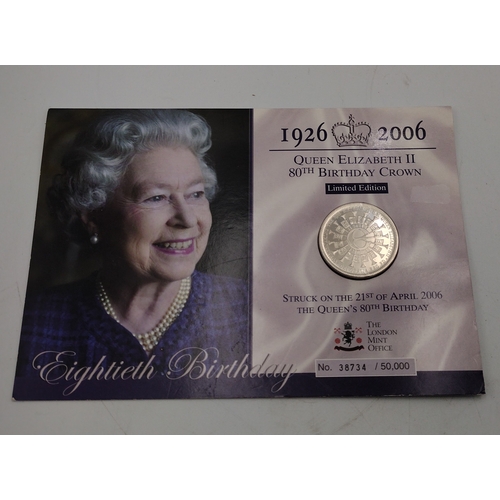 1926 2006
QUEEN ELIZABETH II
80TH BIRTHDAY CROWN
Limited Edition
STRUCK ON THE 21ST OF APRIL 2006
THE QUEEN'S 80TH BIRTHDAY
THE
LONDON
MINT
OFFICE
No. 38734 / 50,000
Eightieth Birthday